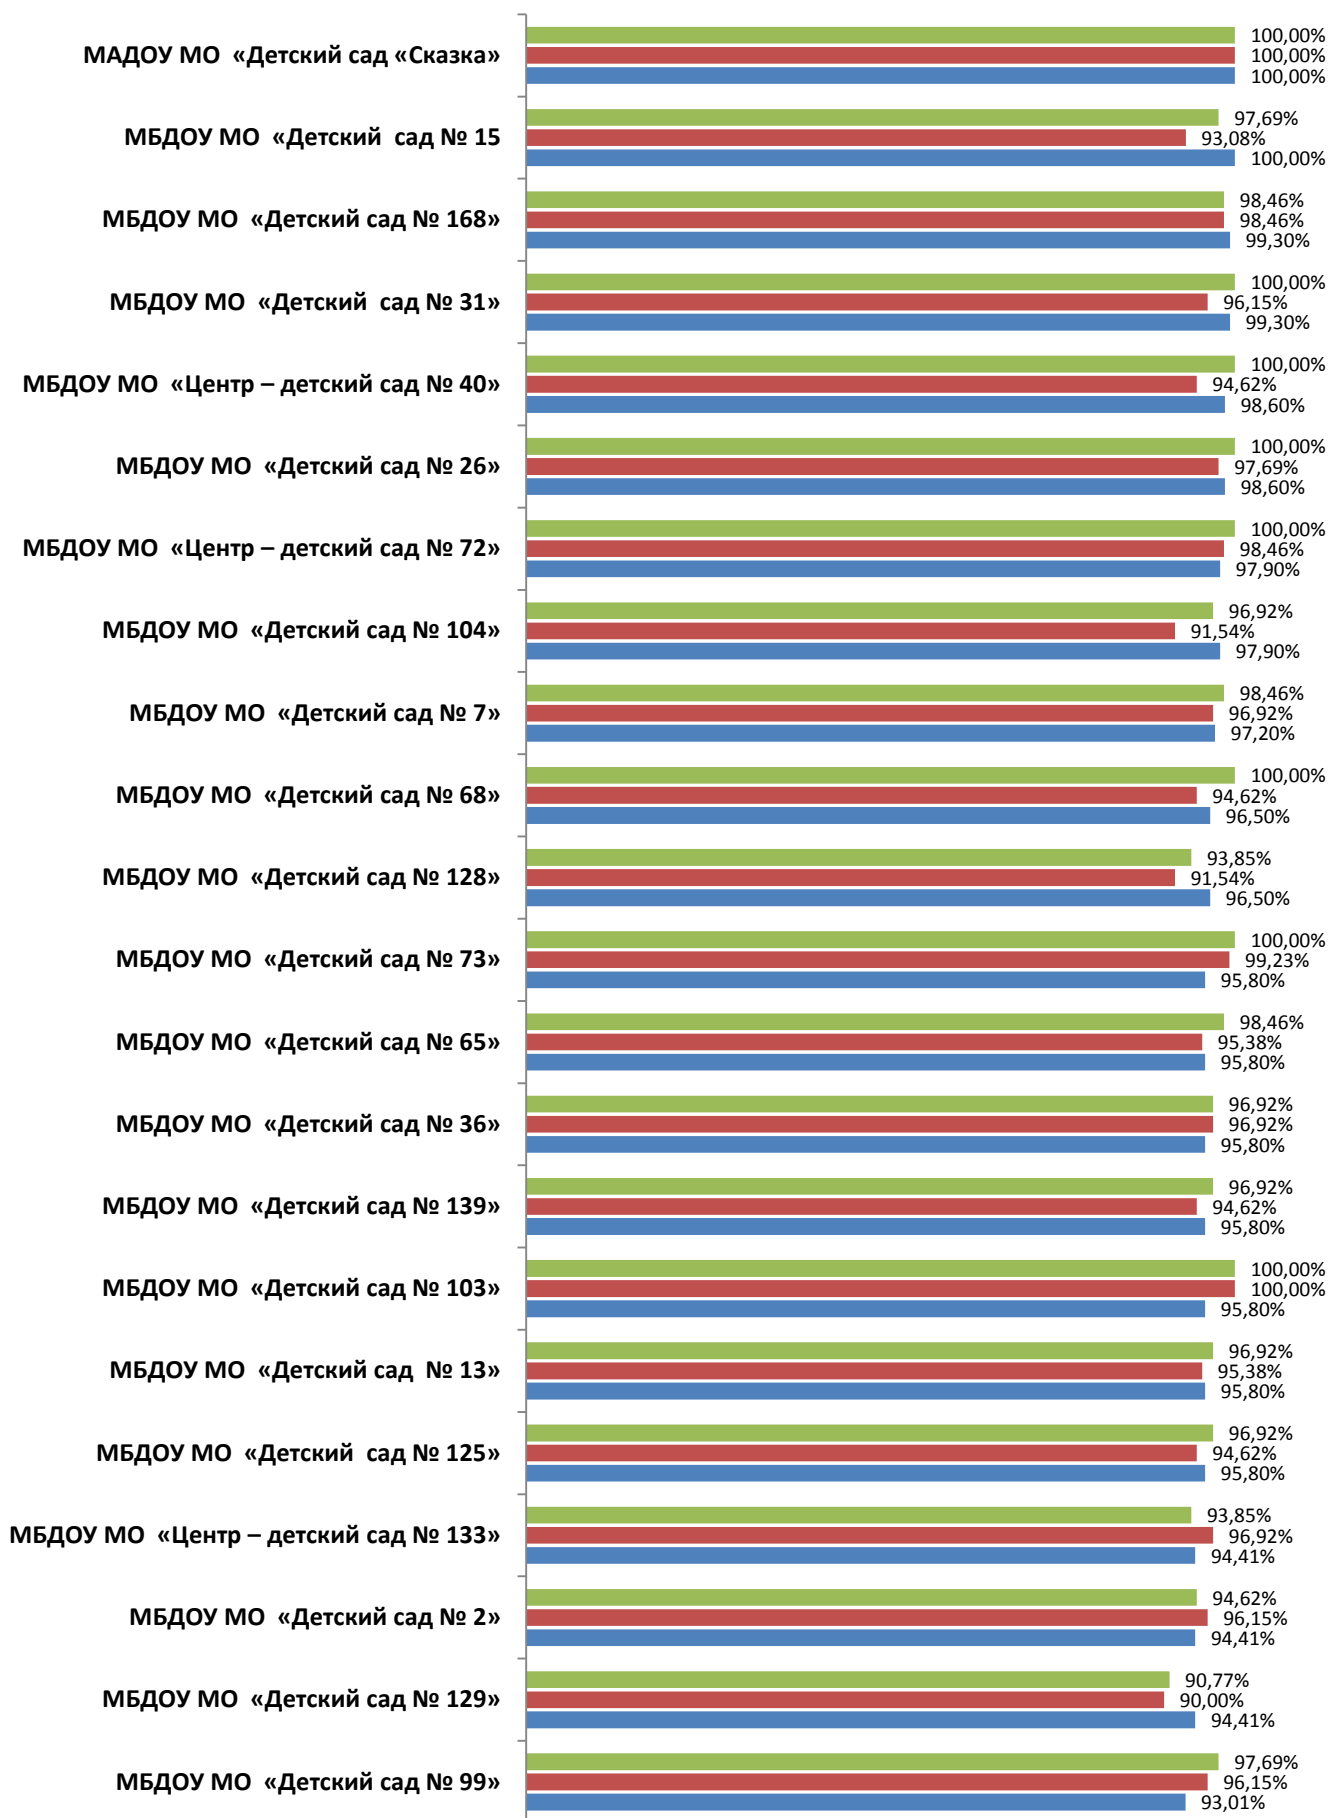 100,00%
МАДОУ МО «Детский сад «Сказка» 100,00%
100,00%
97,69%
МБДОУ МО «Детский сад № 15 93,08%
100,00%
98,46%
МБДОУ МО «Детский сад № 168» 98,46%
99,30%
100,00%
МБДОУ МО «Детский сад № 31» 96,15%
99,30%
100,00%
МБДОУ МО «Центр – детский сад № 40» 94,62%
98,60%
100,00%
МБДОУ МО «Детский сад № 26» 97,69%
98,60%
100,00%
МБДОУ МО «Центр – детский сад № 72» 98,46%
97,90%
96,92%
МБДОУ МО «Детский сад № 104» 91,54%
97,90%
98,46%
МБДОУ МО «Детский сад № 7» 96,92%
97,20%
100,00%
МБДОУ МО «Детский сад № 68» 94,62%
96,50%
93,85%
МБДОУ МО «Детский сад № 128» 91,54%
96,50%
100,00%
МБДОУ МО «Детский сад № 73» 99,23%
95,80%
98,46%
МБДОУ МО «Детский сад № 65» 95,38%
95,80%
96,92%
МБДОУ МО «Детский сад № 36» 96,92%
95,80%
96,92%
МБДОУ МО «Детский сад № 139» 94,62%
95,80%
100,00%
МБДОУ МО «Детский сад № 103» 100,00%
95,80%
96,92%
МБДОУ МО «Детский сад № 13» 95,38%
95,80%
96,92%
МБДОУ МО «Детский сад № 125» 94,62%
95,80%
93,85%
МБДОУ МО «Центр – детский сад № 133» 96,92%
94,41%
94,62%
МБДОУ МО «Детский сад № 2» 96,15%
94,41%
90,77%
МБДОУ МО «Детский сад № 129» 90,00%
94,41%
97,69%
МБДОУ МО «Детский сад № 99» 96,15%
93,01%